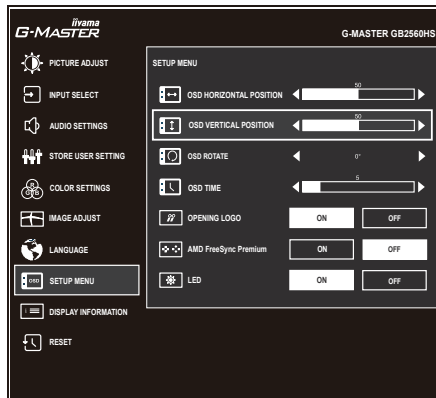 iiyama
G-MASTER
G-MASTER GB2560HS
PICTURE ADJUST
INPUT SELECT
AUDIO SETTINGS
STORE USER SETTING
COLOR SETTINGS
IMAGE ADJUST
LANGUAGE
OSD SETUP MENU
DISPLAY INFORMATION
RESET
SETUP MENU
OSD HORIZONTAL POSITION 50
OSD VERTICAL POSITION 50
OSD ROTATE 0°
OSD TIME 5
OPENING LOGO ON OFF
AMD FreeSync Premium ON OFF
LED ON OFF